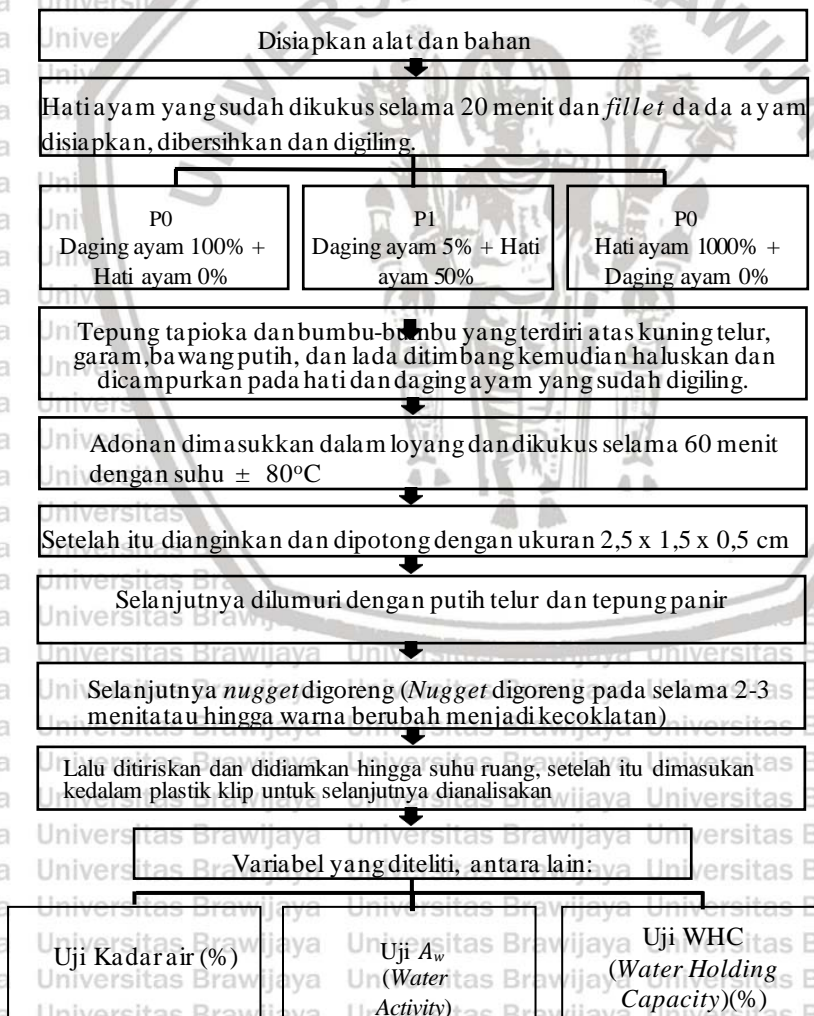 Disiapkan alat dan bahan
Hati ayam yang sudah dikukus selama 20 menit dan fillet dada ayam
disiapkan, dibersihkan dan digiling.
P0
Daging ayam 100% +
Hati ayam 0%
P1
Daging ayam 5% + Hati
ayam 50%
P0
Hati ayam 1000% +
Daging ayam 0%
Tepung tapioka dan bumbu-bumbu yang terdiri atas kuning telur,
garam,bawang putih, dan lada ditimbang kemudian haluskan dan
dicampurkan pada hati dan daging ayam yang sudah digiling.
Adonan dimasukkan dalam loyang dan dikukus selama 60 menit
dengan suhu ± 80°C
Setelah itu dianginkan dan dipotong dengan ukuran 2,5 x 1,5 x 0,5 cm
Selanjutnya dilumuri dengan putih telur dan tepung panir
Selanjutnya nugget digoreng (Nugget digoreng pada selama 2-3
menit atau hingga warna berubah menjadi kecoklatan)
Lalu ditiriskan dan didiamkan hingga suhu ruang, setelah itu dimasukan
kedalam plastik klip untuk selanjutnya dianalisakan
Variabel yang diteliti, antara lain:
Uji Kadar air (%)
Uji Aw
(Water
Activity)
Uji WHC
(Water Holding
Capacity)(%)